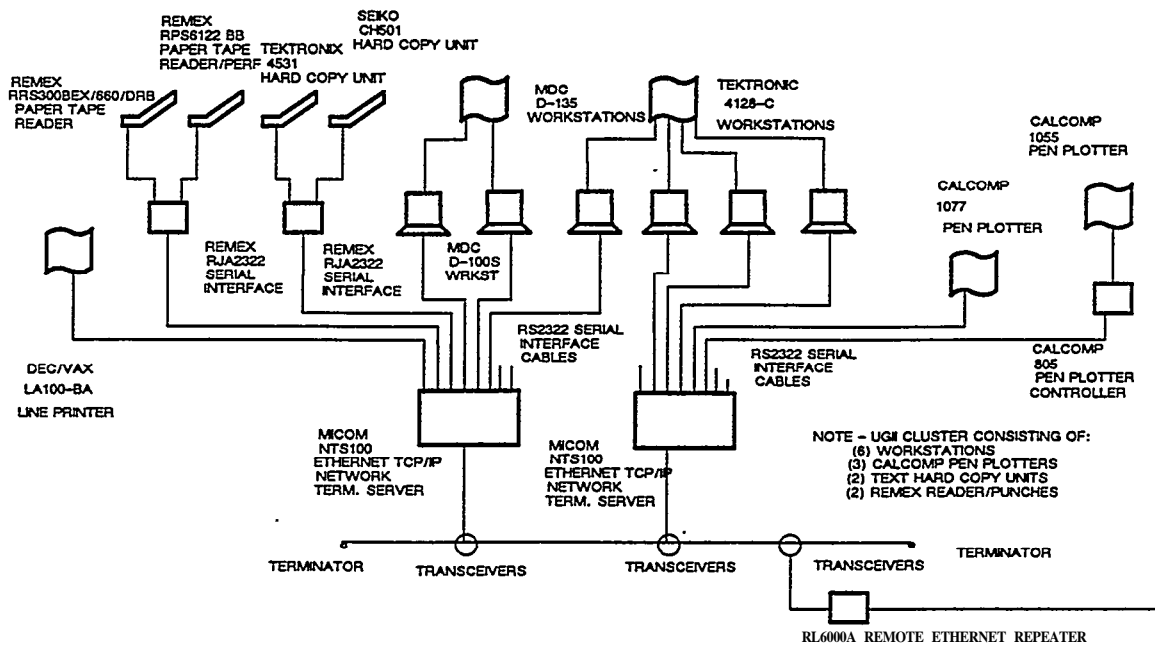 REMEX
RPS6122 BB
PAPER TAPE
READER/PERF
SEIKO
CH501
HARD COPY UNIT
TEKTRONIX
4531
HARD COPY UNIT
REMEX
RRS300BEX/660/DRB
PAPER TAPE
READER
MDC
D-135
WORKSTATIONS
TEKTRONIC
4128-C
WORKSTATIONS
CALCOMP
1055
PEN PLOTTER
CALCOMP
1077
PEN PLOTTER
REMEX
RJA2322
SERIAL
INTERFACE
REMEX
RJA2322
SERIAL
INTERFACE
MDC
D-100S
WRKST
RS2322 SERIAL
INTERFACE
CABLES
RS2322 SERIAL
INTERFACE
CABLES
CALCOMP
805
PEN PLOTTER
CONTROLLER
DEC/VAX
LA100-BA
LINE PRINTER
MICOM
NTS100
ETHERNET TCP/IP
NETWORK
TERM. SERVER
MICOM
NTS100
ETHERNET TCP/IP
NETWORK
TERM. SERVER
NOTE - UGII CLUSTER CONSISTING OF:
(6) WORKSTATIONS
(3) CALCOMP PEN PLOTTERS
(2) TEXT HARD COPY UNITS
(2) REMEX READER/PUNCHES
TERMINATOR
TRANSCEIVERS
TRANSCEIVERS
TRANSCEIVERS
TERMINATOR
RL6000A REMOTE ETHERNET REPEATER